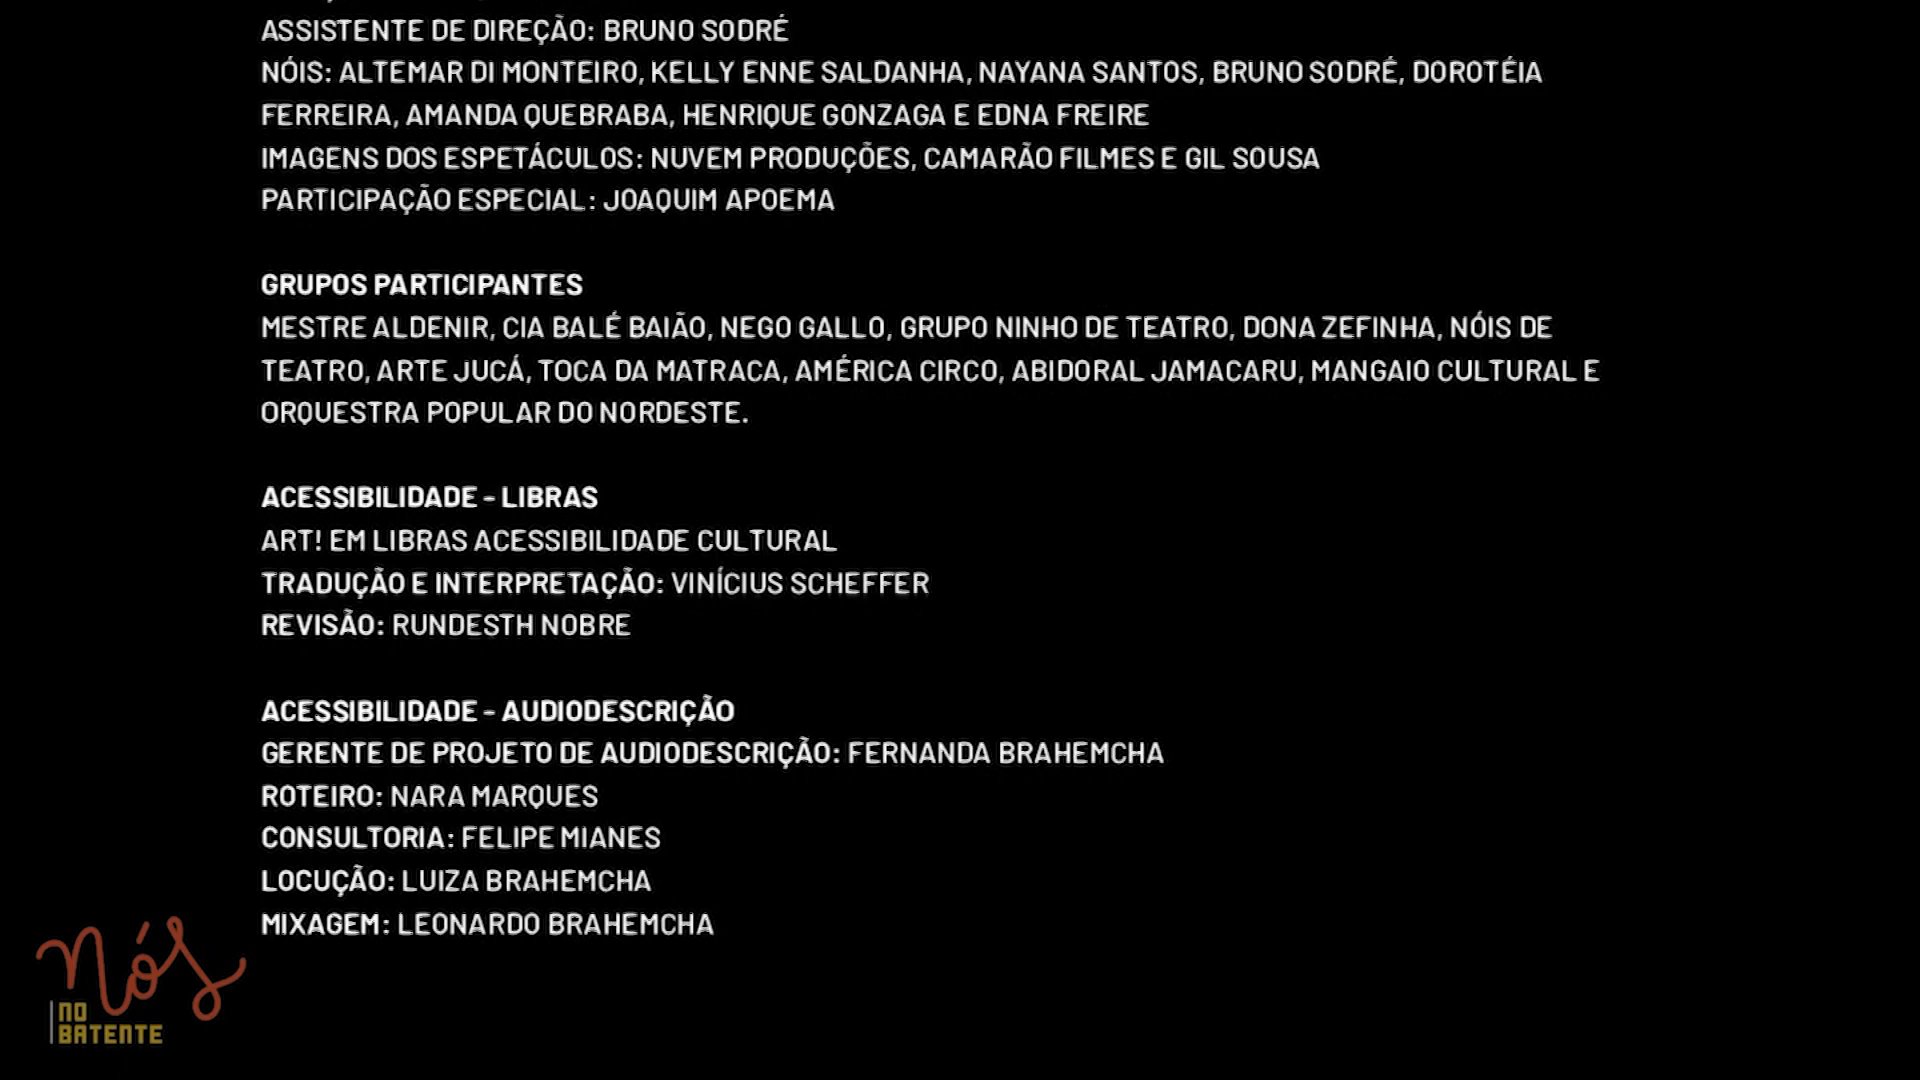 ASSISTENTE DE DIREÇÃO: BRUNO SODRÉ
NÓIS: ALTEMAR DI MONTEIRO, KELLY ENNE SALDANHA, NAYANA SANTOS, BRUNO SODRÉ, DOROTÉIA
FERREIRA, AMANDA QUEBRABA, HENRIQUE GONZAGA E EDNA FREIRE
IMAGENS DOS ESPETÁCULOS: NUVEM PRODUÇÕES, CAMARÃO FILMES E GIL SOUSA
PARTICIPAÇÃO ESPECIAL: JOAQUIM APOEMA
GRUPOS PARTICIPANTES
MESTRE ALDENIR, CIA BALÉ BAIÃO, NEGO GALLO, GRUPO NINHO DE TEATRO, DONA ZEFINHA, NÓIS DE
TEATRO, ARTE JUCÁ, TOCA DA MATRACA, AMÉRICA CIRCO, ABIDORAL JAMACARU, MANGAIO CULTURAL E
ORQUESTRA POPULAR DO NORDESTE.
ACESSIBILIDADE - LIBRAS
ART! EM LIBRAS ACESSIBILIDADE CULTURAL
TRADUÇÃO E INTERPRETAÇÃO: VINÍCIUS SCHEFFER
REVISÃO: RUNDESTH NOBRE
ACESSIBILIDADE - AUDIODESCRIÇÃO
GERENTE DE PROJETO DE AUDIODESCRIÇÃO: FERNANDA BRAHEMCHA
ROTEIRO: NARA MARQUES
CONSULTORIA: FELIPE MIANES
LOCUÇÃO: LUIZA BRAHEMCHA
MIXAGEM: LEONARDO BRAHEMCHA
Nós
NO
BATENTE